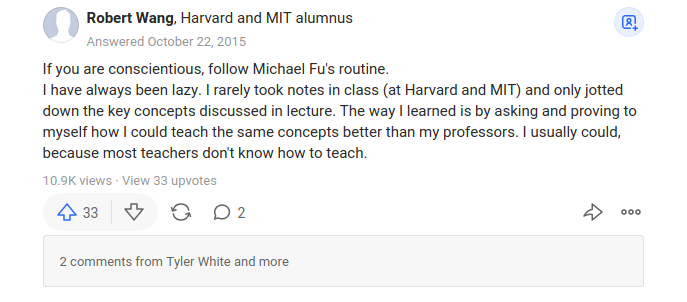 Robert Wang, Harvard and MIT alumnus
Answered October 22, 2015
If you are conscientious, follow Michael Fu's routine.
I have always been lazy. I rarely took notes in class (at Harvard and MIT) and only jotted
down the key concepts discussed in lecture. The way I learned is by asking and proving to
myself how I could teach the same concepts better than my professors. I usually could,
because most teachers don't know how to teach.
10.9K views · View 33 upvotes
33 2
2 comments from Tyler White and more